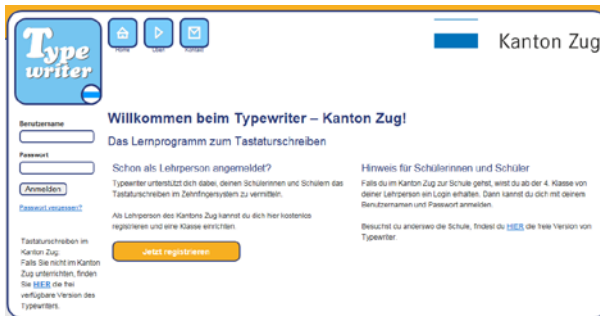 Type
writer
Home
Üben
Kontakt
Kanton Zug
Benutzername
Passwort
Anmelden
Passwort vergessen?
Tastaturschreiben im
Kanton Zug:
Falls Sie nicht im Kanton
Zug unterrichten, finden
Sie HIER die frei
verfügbare Version des
Typewriters.
Willkommen beim Typewriter – Kanton Zug!
Das Lernprogramm zum Tastaturschreiben
Schon als Lehrperson angemeldet?
Typewriter unterstützt dich dabei, deinen Schülerinnen und Schülern das
Tastaturschreiben im Zehnfingersystem zu vermitteln.
Als Lehrperson des Kantons Zug kannst du dich hier kostenlos
registrieren und eine Klasse einrichten.
Jetzt registrieren
Hinweis für Schülerinnen und Schüler
Falls du im Kanton Zug zur Schule gehst, wirst du ab der 4. Klasse von
deiner Lehrperson ein Login erhalten. Dann kannst du dich mit deinem
Benutzernamen und Passwort anmelden.
Besuchst du anderswo die Schule, findest du HIER die freie Version von
Typewriter.